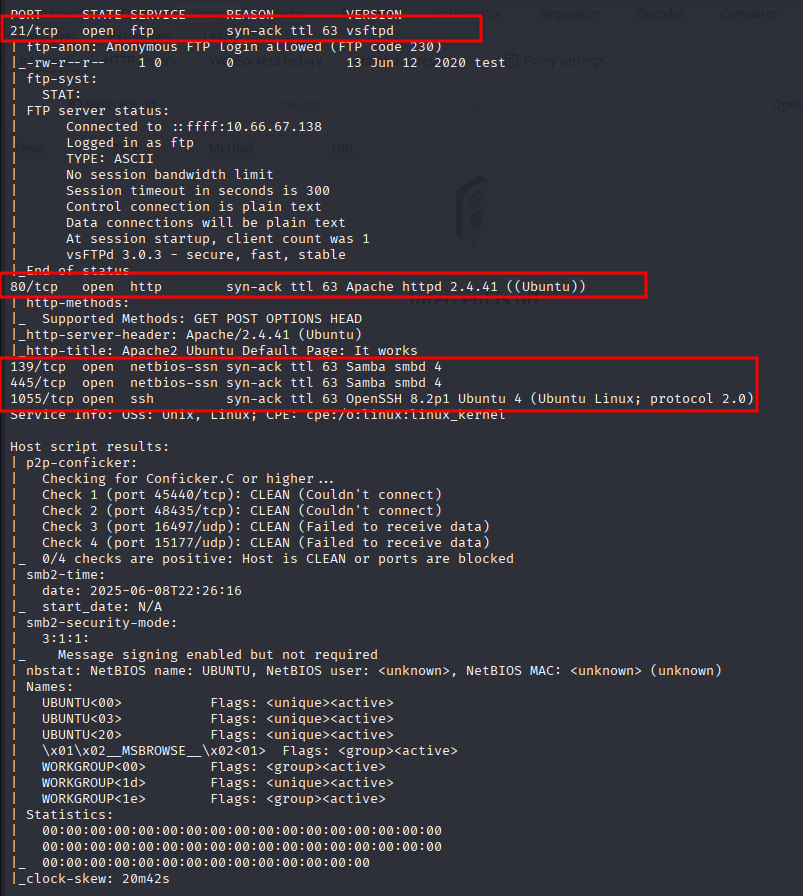 Sequencer Decoder Comparer
PORT STATE SERVICE REASON VERSION
21/tcp open ftp syn-ack ttl 63 vsftpd
| ftp-anon: Anonymous FTP login allowed (FTP code 230)
|_-rw-r--r-- 1 0 0 13 Jun 12 2020 test
Proxy settings
| ftp-syst:
| STAT:
| FTP server status:
| Connected to ::ffff:10.66.67.138
| Logged in as ftp
| TYPE: ASCII
| No session bandwidth limit
| Session timeout in seconds is 300
| Control connection is plain text
| Data connections will be plain text
| At session startup, client count was 1
| vsFTPd 3.0.3 - secure, fast, stable
|_End of status
Forward
Open
Time Method URL
80/tcp open http syn-ack ttl 63 Apache httpd 2.4.41 ((Ubuntu))
| http-methods:
|_ Supported Methods: GET POST OPTIONS HEAD
|_http-server-header: Apache/2.4.41 (Ubuntu)
|_http-title: Apache2 Ubuntu Default Page: It works
139/tcp open netbios-ssn syn-ack ttl 63 Samba smbd 4
445/tcp open netbios-ssn syn-ack ttl 63 Samba smbd 4
1055/tcp open ssh syn-ack ttl 63 OpenSSH 8.2p1 Ubuntu 4 (Ubuntu Linux; protocol 2.0)
Service Info: OSs: Unix, Linux; CPE: cpe:/o:linux:linux_kernel
Host script results:
| p2p-conficker:
| Checking for Conficker.C or higher...
| Check 1 (port 45440/tcp): CLEAN (Couldn't connect)
| Check 2 (port 48435/tcp): CLEAN (Couldn't connect)
| Check 3 (port 16497/udp): CLEAN (Failed to receive data)
| Check 4 (port 15177/udp): CLEAN (Failed to receive data)
|_ 0/4 checks are positive: Host is CLEAN or ports are blocked
| smb2-time:
| date: 2025-06-08T22:26:16
|_ start_date: N/A
| smb2-security-mode:
| 3:1:1:
|_ Message signing enabled but not required
| nbstat: NetBIOS name: UBUNTU, NetBIOS user: <unknown>, NetBIOS MAC: <unknown> (unknown)
| Names:
| UBUNTU<00> Flags: <unique><active>
| UBUNTU<03> Flags: <unique><active>
| UBUNTU<20> Flags: <unique><active>
| \x01\x02__MSBROWSE__\x02<01> Flags: <group><active>
| WORKGROUP<00> Flags: <group><active>
| WORKGROUP<1d> Flags: <unique><active>
| WORKGROUP<1e> Flags: <group><active>
| Statistics:
| 00:00:00:00:00:00:00:00:00:00:00:00:00:00:00:00:00
| 00:00:00:00:00:00:00:00:00:00:00:00:00:00:00:00:00
|_ 00:00:00:00:00:00:00:00:00:00:00:00:00:00
|_clock-skew: 20m42s